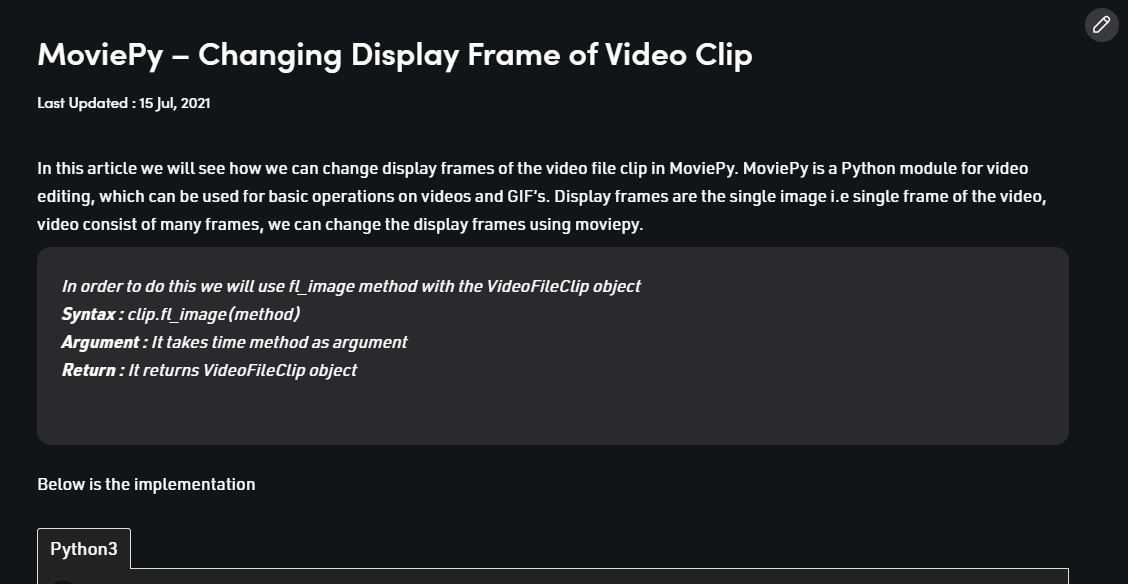 MoviePy – Changing Display Frame of Video Clip
Last Updated : 15 Jul, 2021
In this article we will see how we can change display frames of the video file clip in MoviePy. MoviePy is a Python module for video
editing, which can be used for basic operations on videos and GIF’s. Display frames are the single image i.e single frame of the video,
video consist of many frames, we can change the display frames using moviepy.
In order to do this we will use fl_image method with the VideoFileClip object
Syntax : clip.fl_image(method)
Argument : It takes time method as argument
Return : It returns VideoFileClip object
Below is the implementation
Python3